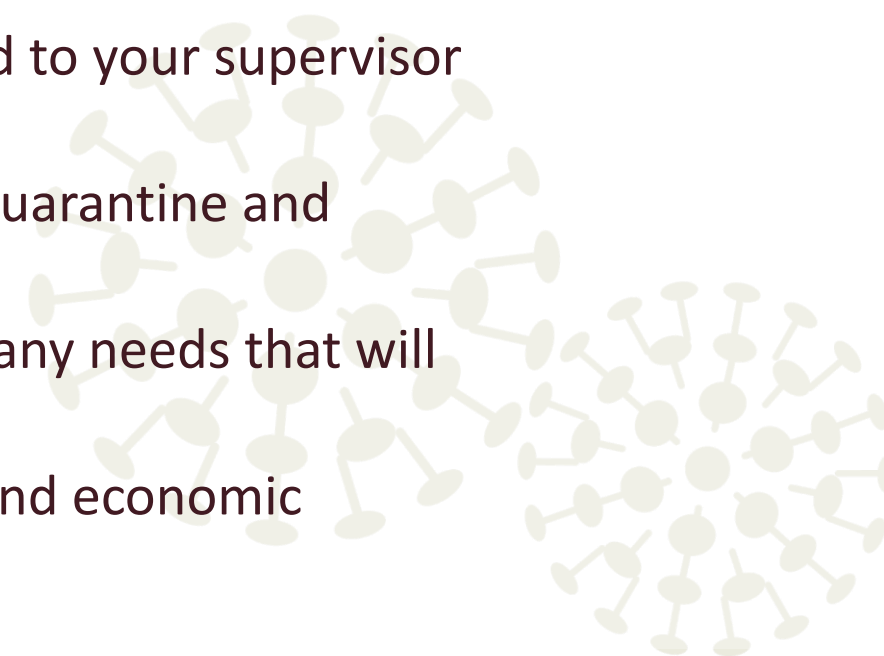 d to your supervisor
uarantine and
any needs that will
nd economic